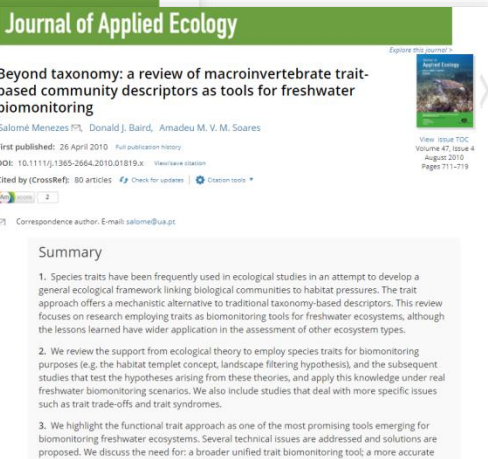 Journal of Applied Ecology
Explore this journal >
Beyond taxonomy: a review of macroinvertebrate trait-
based community descriptors as tools for freshwater
biomonitoring
Salomé Menezes, Donald J. Baird, Amadeu M. V. M. Soares
First published: 26 April 2010 Full publication history
DOI: 10.1111/j.1365-2664.2010.01819.x View/save citation
Cited by (CrossRef): 80 articles Check for updates Citation tools
Am score 2
Correspondence author. E-mail: salome@ua.pt
Applied Ecology
View issue TOC
Volume 47, Issue 4
August 2010
Pages 711–719
Summary
1. Species traits have been frequently used in ecological studies in an attempt to develop a
general ecological framework linking biological communities to habitat pressures. The trait
approach offers a mechanistic alternative to traditional taxonomy-based descriptors. This review
focuses on research employing traits as biomonitoring tools for freshwater ecosystems, although
the lessons learned have wider application in the assessment of other ecosystem types.
2. We review the support from ecological theory to employ species traits for biomonitoring
purposes (e.g. the habitat templet concept, landscape filtering hypothesis), and the subsequent
studies that test the hypotheses arising from these theories, and apply this knowledge under real
freshwater biomonitoring scenarios. We also include studies that deal with more specific issues
such as trait trade-offs and trait syndromes.
3. We highlight the functional trait approach as one of the most promising tools emerging for
biomonitoring freshwater ecosystems. Several technical issues are addressed and solutions are
proposed. We discuss the need for: a broader unified trait biomonitoring tool; a more accurate